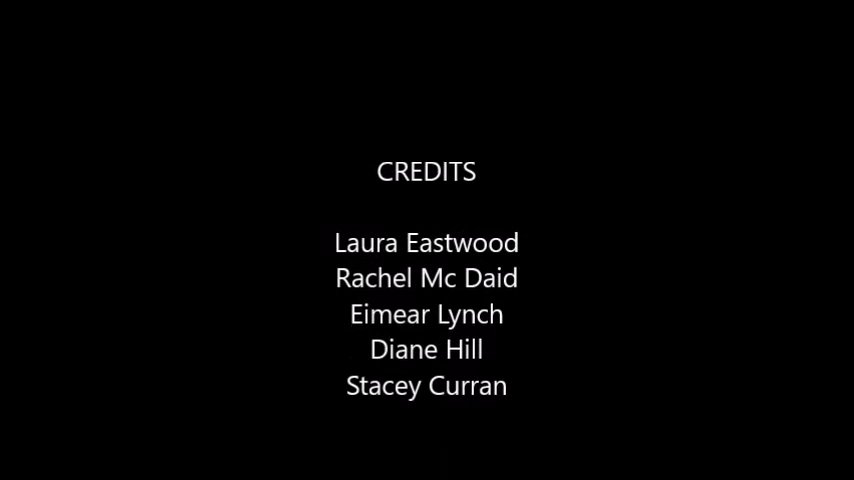 CREDITS
Laura Eastwood
Rachel Mc Daid
Eimear Lynch
Diane Hill
Stacey Curran